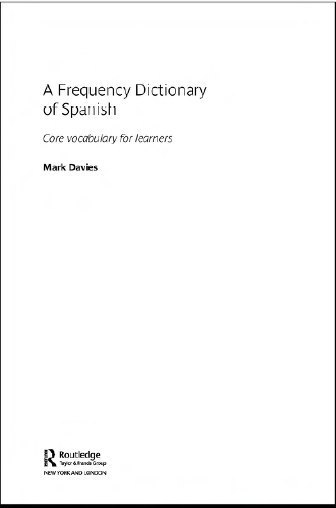 A Frequency Dictionary
of Spanish
Core vocabulary for learners
Mark Davies
Routledge
Taylor & Francis Group
NEW YORK AND LONDON